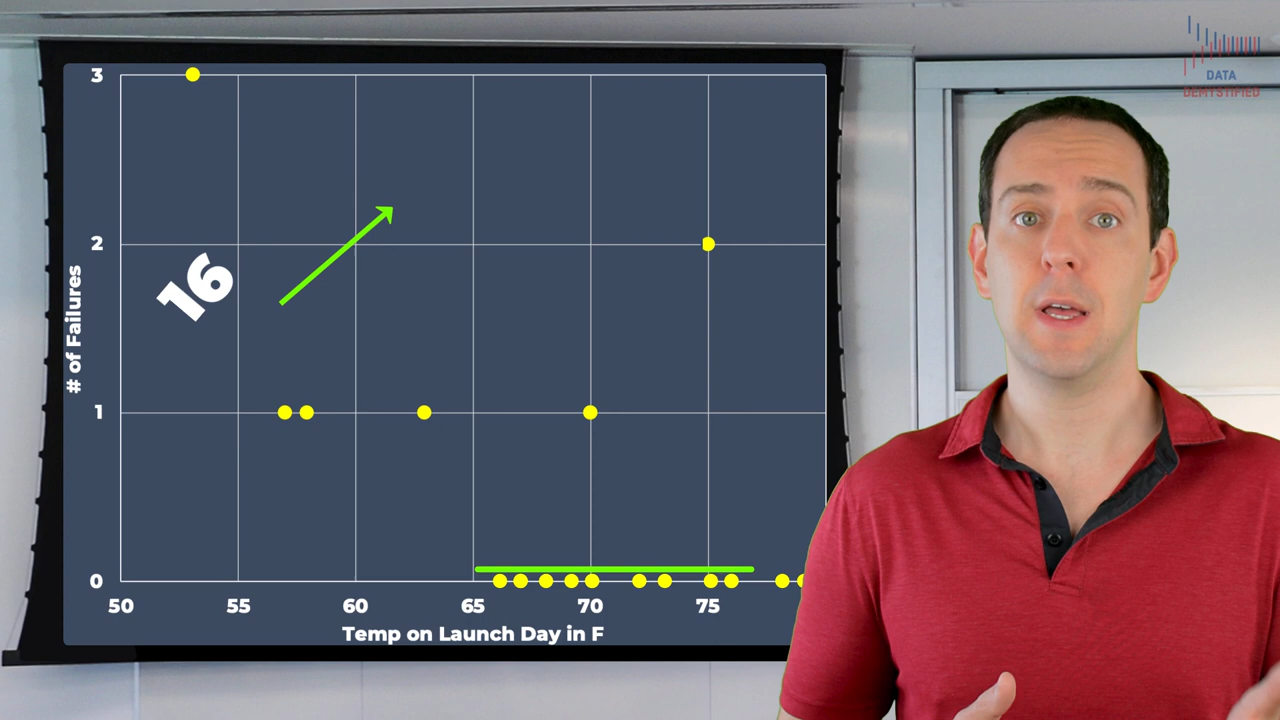 3
2
1
0
# of Failures
16
50 55 60 65 70 75
Temp on Launch Day in F
DATA
DEMYSTIFIED